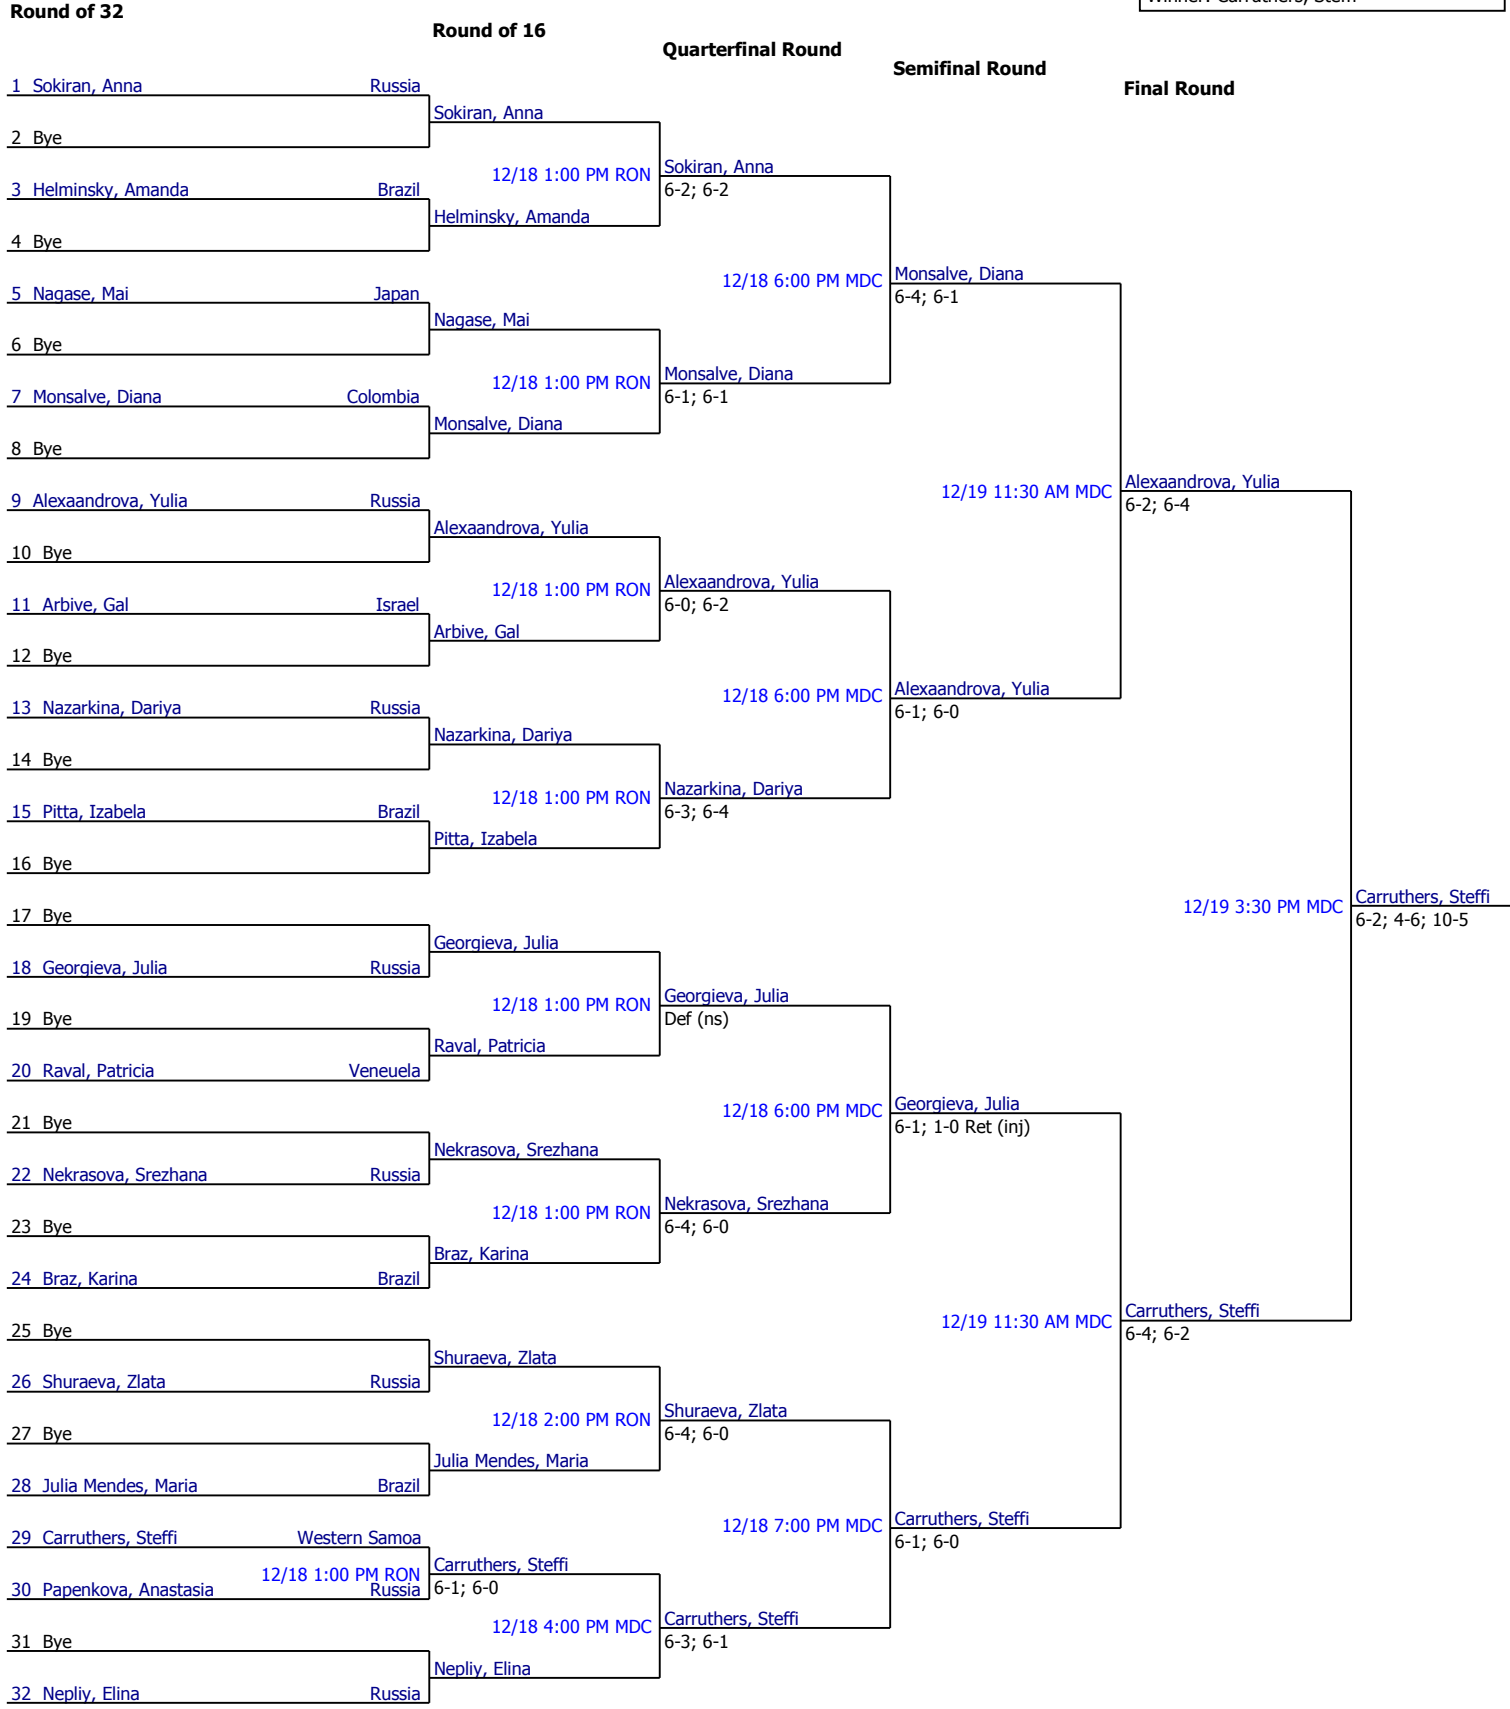 Winner: Carruthers, Steffi
Round of 32
Round of 16
Quarterfinal Round
Semifinal Round
Final Round
1 Sokiran, Anna Russia
Sokiran, Anna
2 Bye
12/18 1:00 PM RON Sokiran, Anna
6-2; 6-2
3 Helminsky, Amanda Brazil
Helminsky, Amanda
4 Bye
12/18 6:00 PM MDC Monsalve, Diana
6-4; 6-1
5 Nagase, Mai Japan
Nagase, Mai
6 Bye
12/18 1:00 PM RON Monsalve, Diana
6-1; 6-1
7 Monsalve, Diana Colombia
Monsalve, Diana
8 Bye
12/19 11:30 AM MDC Alexaandrova, Yulia
6-2; 6-4
9 Alexaandrova, Yulia Russia
Alexaandrova, Yulia
10 Bye
12/18 1:00 PM RON Alexaandrova, Yulia
6-0; 6-2
11 Arbive, Gal Israel
Arbive, Gal
12 Bye
12/18 6:00 PM MDC Alexaandrova, Yulia
6-1; 6-0
13 Nazarkina, Dariya Russia
Nazarkina, Dariya
14 Bye
12/18 1:00 PM RON Nazarkina, Dariya
6-3; 6-4
15 Pitta, Izabela Brazil
Pitta, Izabela
16 Bye
12/19 3:30 PM MDC Carruthers, Steffi
6-2; 4-6; 10-5
17 Bye
Georgieva, Julia
18 Georgieva, Julia Russia
12/18 1:00 PM RON Georgieva, Julia
Def (ns)
19 Bye
Raval, Patricia
20 Raval, Patricia Veneuela
12/18 6:00 PM MDC Georgieva, Julia
6-1; 1-0 Ret (inj)
21 Bye
Nekrasova, Srezhana
22 Nekrasova, Srezhana Russia
12/18 1:00 PM RON Nekrasova, Srezhana
6-4; 6-0
23 Bye
Braz, Karina
24 Braz, Karina Brazil
12/19 11:30 AM MDC Carruthers, Steffi
6-4; 6-2
25 Bye
Shuraeva, Zlata
26 Shuraeva, Zlata Russia
12/18 2:00 PM RON Shuraeva, Zlata
6-4; 6-0
27 Bye
Julia Mendes, Maria
28 Julia Mendes, Maria Brazil
12/18 7:00 PM MDC Carruthers, Steffi
6-1; 6-0
29 Carruthers, Steffi Western Samoa
12/18 1:00 PM RON Carruthers, Steffi
30 Papenkova, Anastasia Russia 6-1; 6-0
12/18 4:00 PM MDC Carruthers, Steffi
6-3; 6-1
31 Bye
Nepliy, Elina
32 Nepliy, Elina Russia